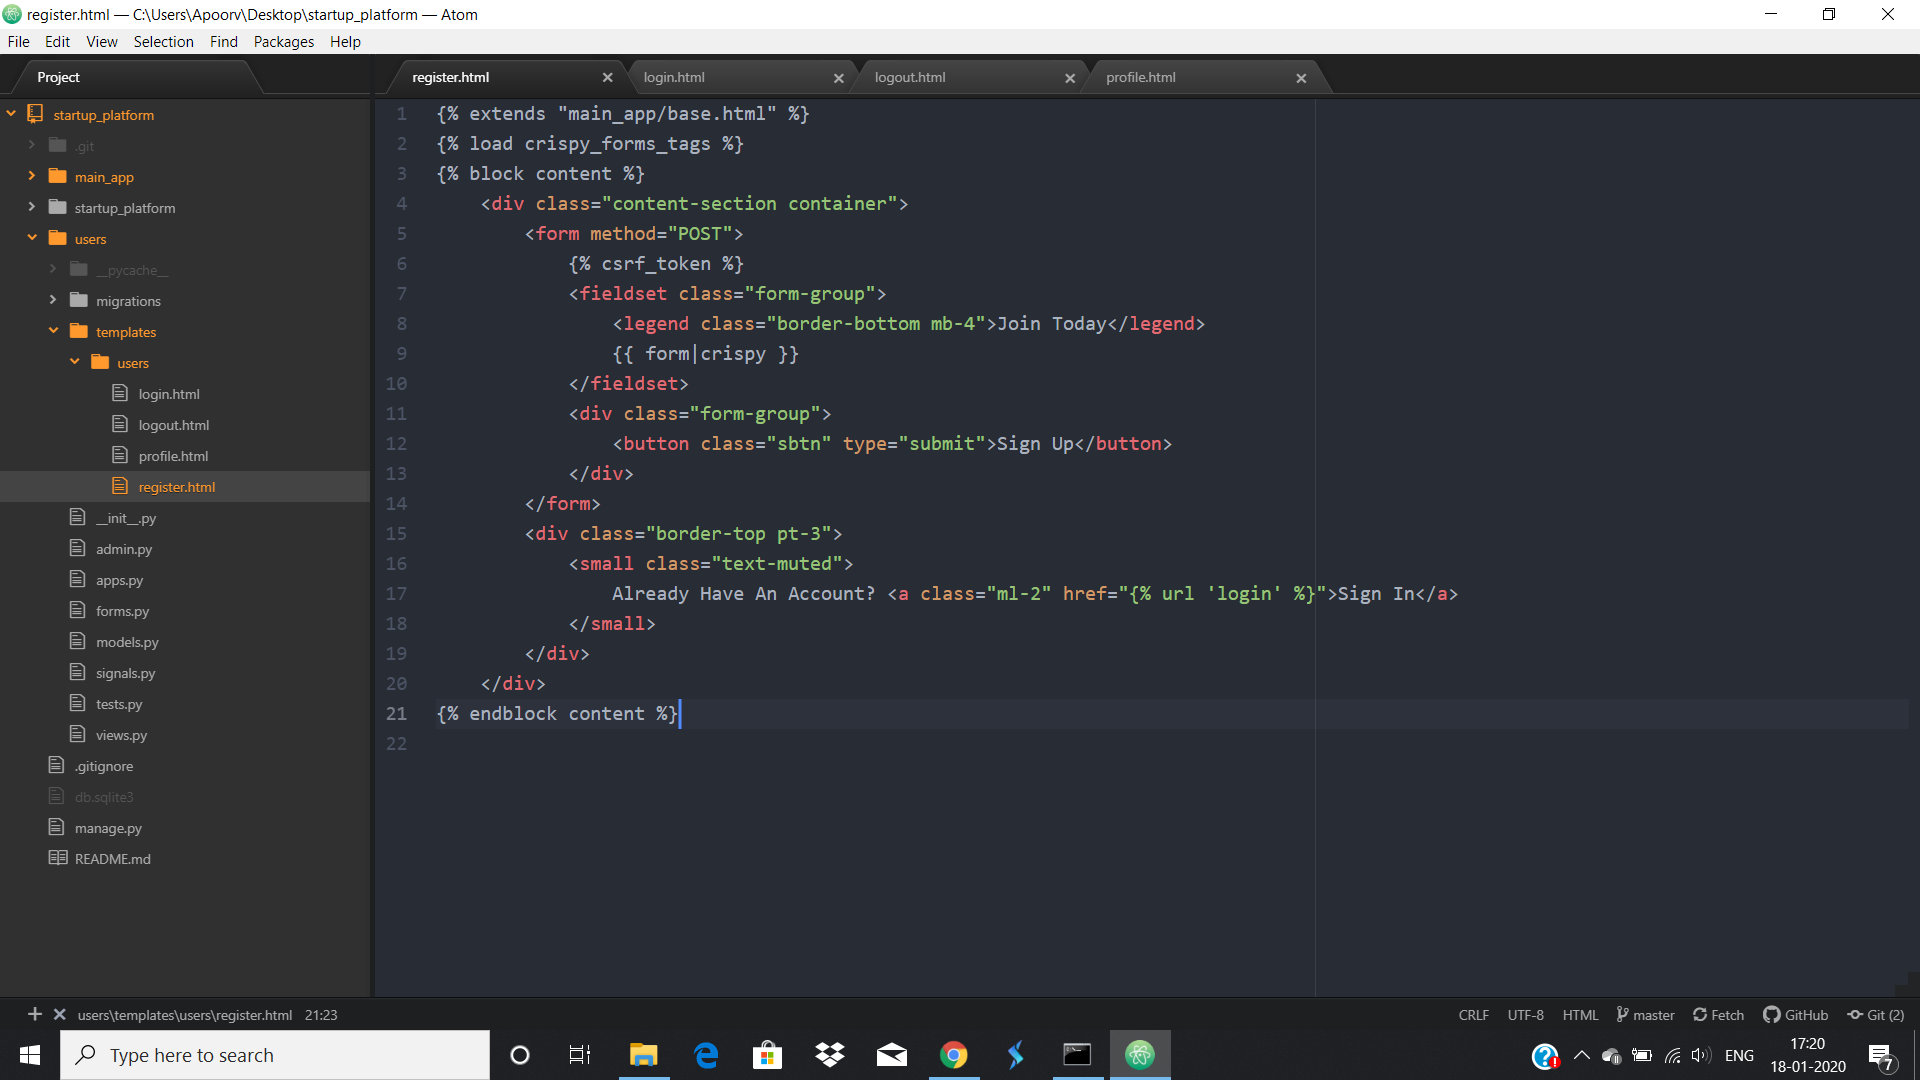 register.html — C:\Users\Apoorv\Desktop\startup_platform — Atom
File Edit View Selection Find Packages Help
Project
register.html
login.html
logout.html
profile.html
startup_platform
.git
main_app
startup_platform
users
__pycache__
migrations
templates
users
login.html
logout.html
profile.html
register.html
__init__.py
admin.py
apps.py
forms.py
models.py
signals.py
tests.py
views.py
.gitignore
db.sqlite3
manage.py
README.md
1 {% extends "main_app/base.html" %}
2 {% load crispy_forms_tags %}
3 {% block content %}
4 <div class="content-section container">
5 <form method="POST">
6 {% csrf_token %}
7 <fieldset class="form-group">
8 <legend class="border-bottom mb-4">Join Today</legend>
9 {{ form|crispy }}
10 </fieldset>
11 <div class="form-group">
12 <button class="sbtn" type="submit">Sign Up</button>
13 </div>
14 </form>
15 <div class="border-top pt-3">
16 <small class="text-muted">
17 Already Have An Account? <a class="ml-2" href="{% url 'login' %}">Sign In</a>
18 </small>
19 </div>
20 </div>
21 {% endblock content %}
22
users\templates\users\register.html 21:23
CRLF UTF-8 HTML master Fetch GitHub Git (2)
Type here to search
ENG
17:20
18-01-2020
7